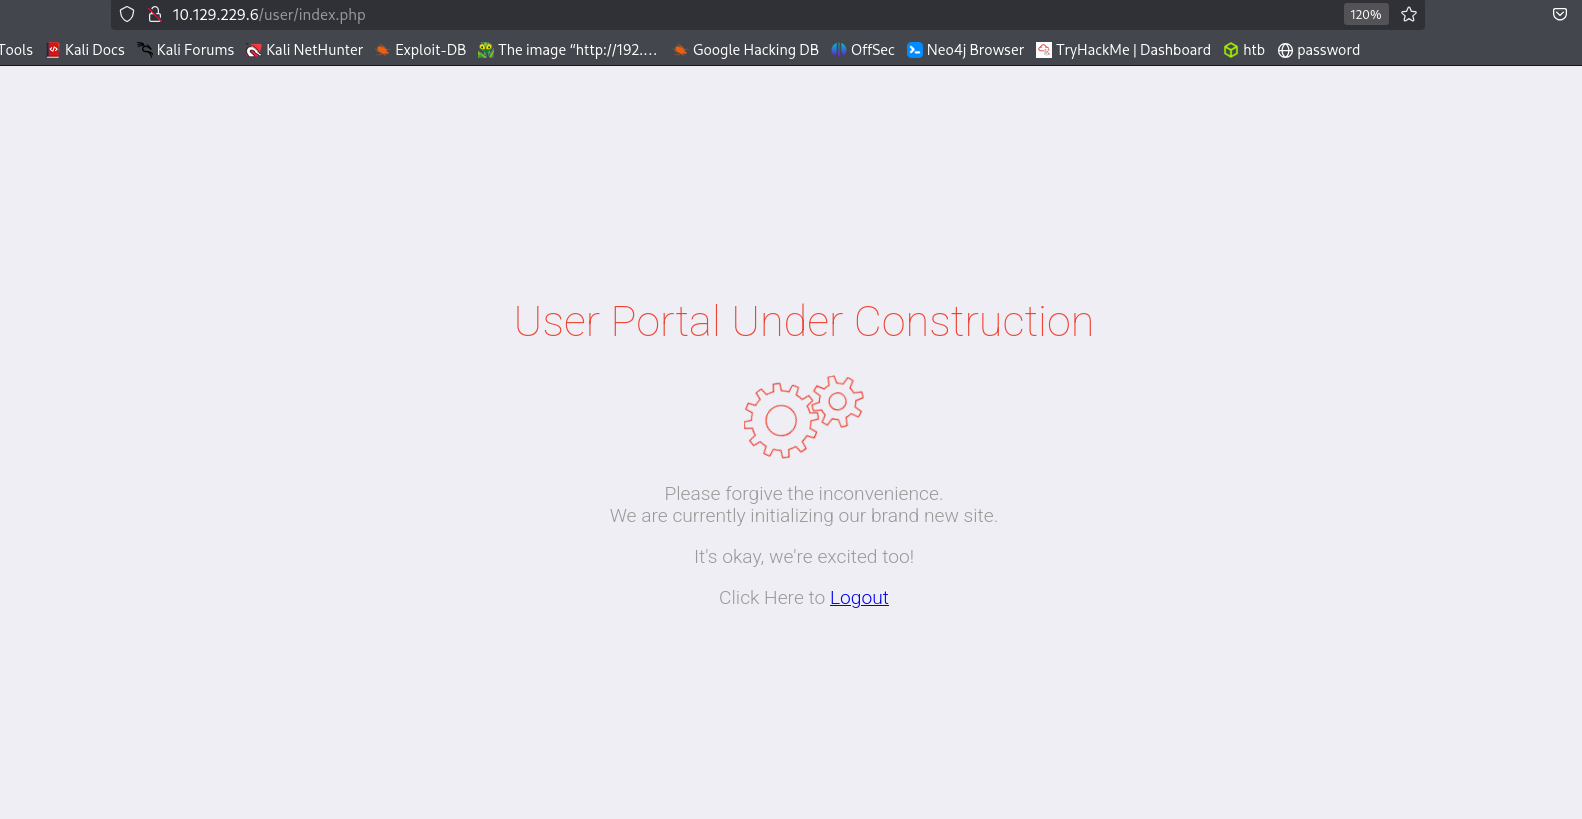 10.129.229.6/user/index.php 120%
Tools Kali Docs Kali Forums Kali NetHunter Exploit-DB The image “http://192.… Google Hacking DB OffSec Neo4j Browser TryHackMe | Dashboard htb password
User Portal Under Construction
Please forgive the inconvenience.
We are currently initializing our brand new site.
It's okay, we're excited too!
Click Here to Logout